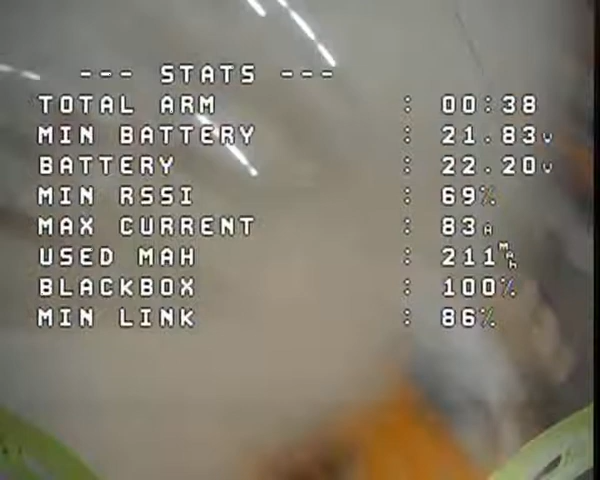 --- STATS ---
TOTAL ARM : 00:38
MIN BATTERY : 21.83V
BATTERY : 22.20V
MIN RSSI : 69%
MAX CURRENT : 83A
USED MAH : 211MAH
BLACKBOX : 100%
MIN LINK : 86%